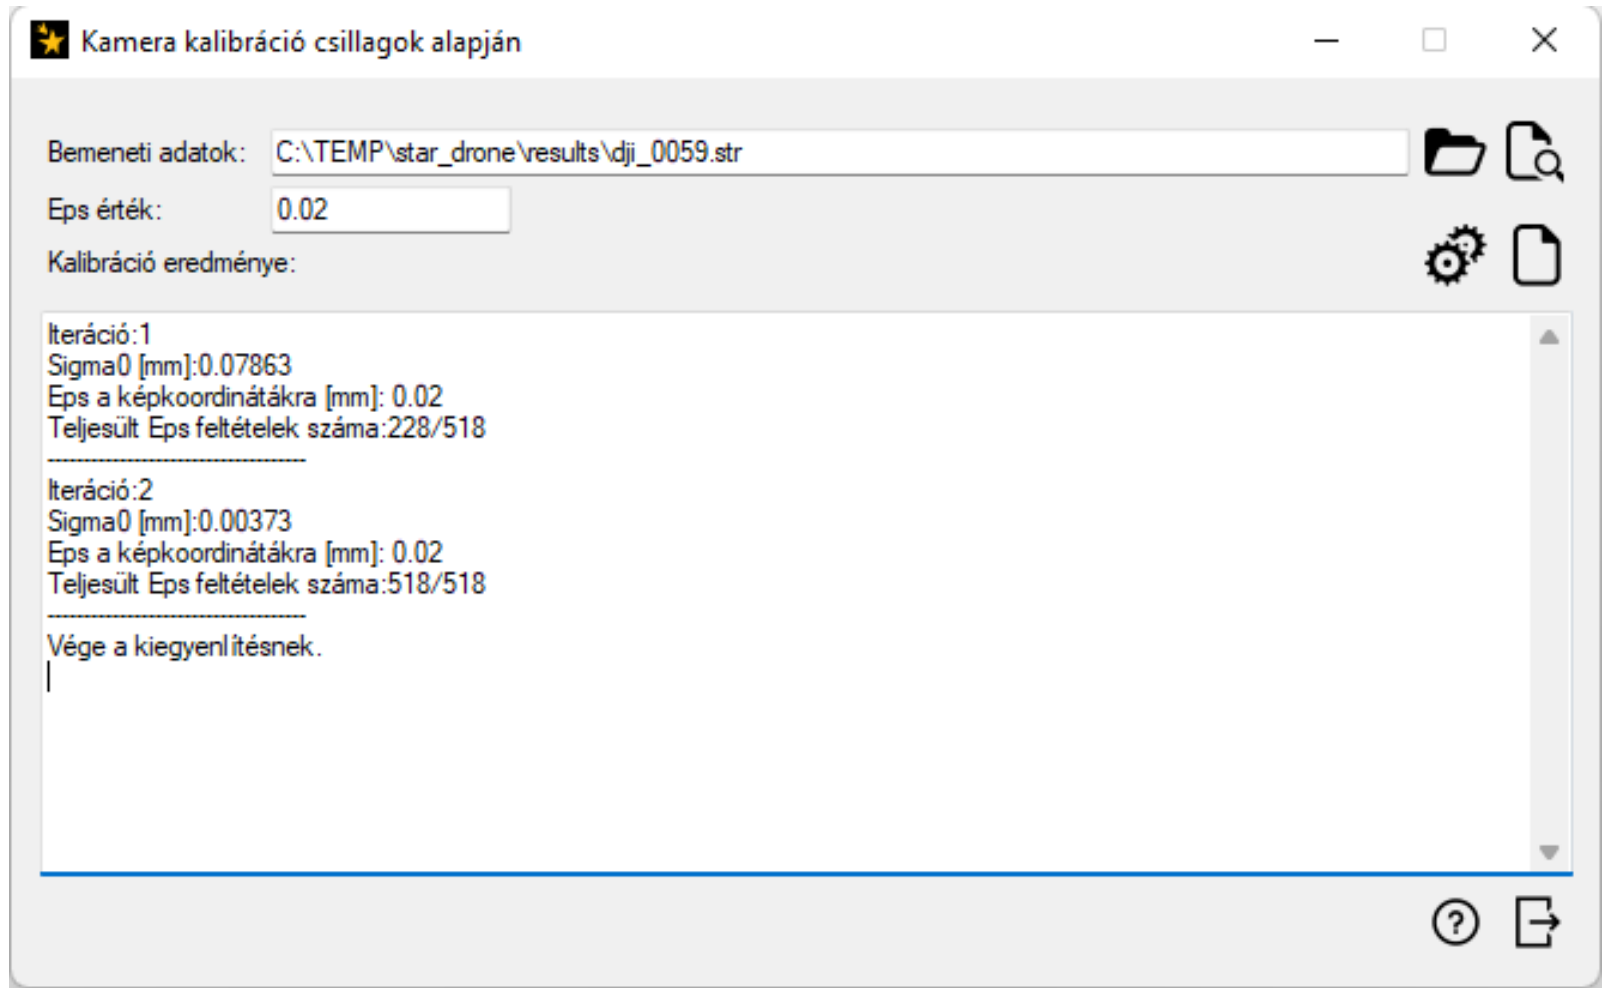 Kamera kalibráció csillagok alapján
Bemeneti adatok: C:\TEMP\star_drone\results\dji_0059.str
Eps érték: 0.02
Kalibráció eredménye:
Iteráció:1
Sigma0 [mm]:0.07863
Eps a képkoordinátákra [mm]: 0.02
Teljesült Eps feltételek száma:228/518
------------------------------------
Iteráció:2
Sigma0 [mm]:0.00373
Eps a képkoordinátákra [mm]: 0.02
Teljesült Eps feltételek száma:518/518
------------------------------------
Vége a kiegyenlítésnek.